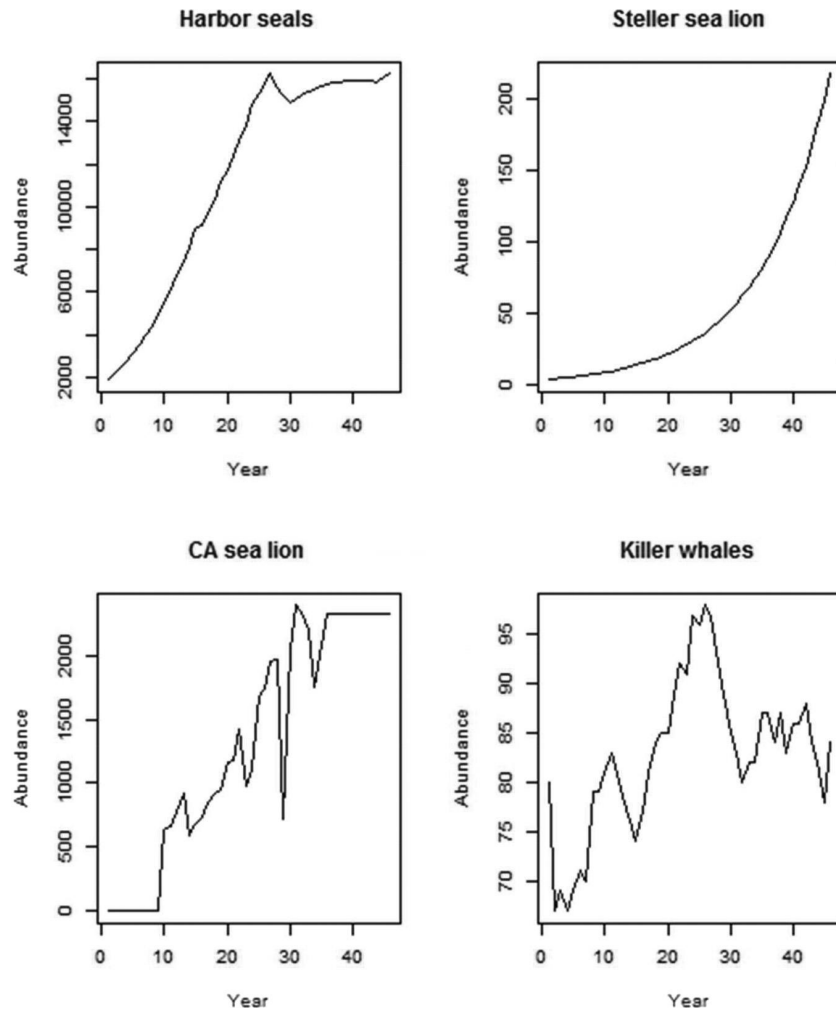 Harbor seals
Abundance
2000 6000 10000 14000
0 10 20 30 40
Year
Steller sea lion
Abundance
0 50 100 150 200
0 10 20 30 40
Year
CA sea lion
Abundance
0 500 1000 1500 2000
0 10 20 30 40
Year
Killer whales
Abundance
70 75 80 85 90 95
0 10 20 30 40
Year